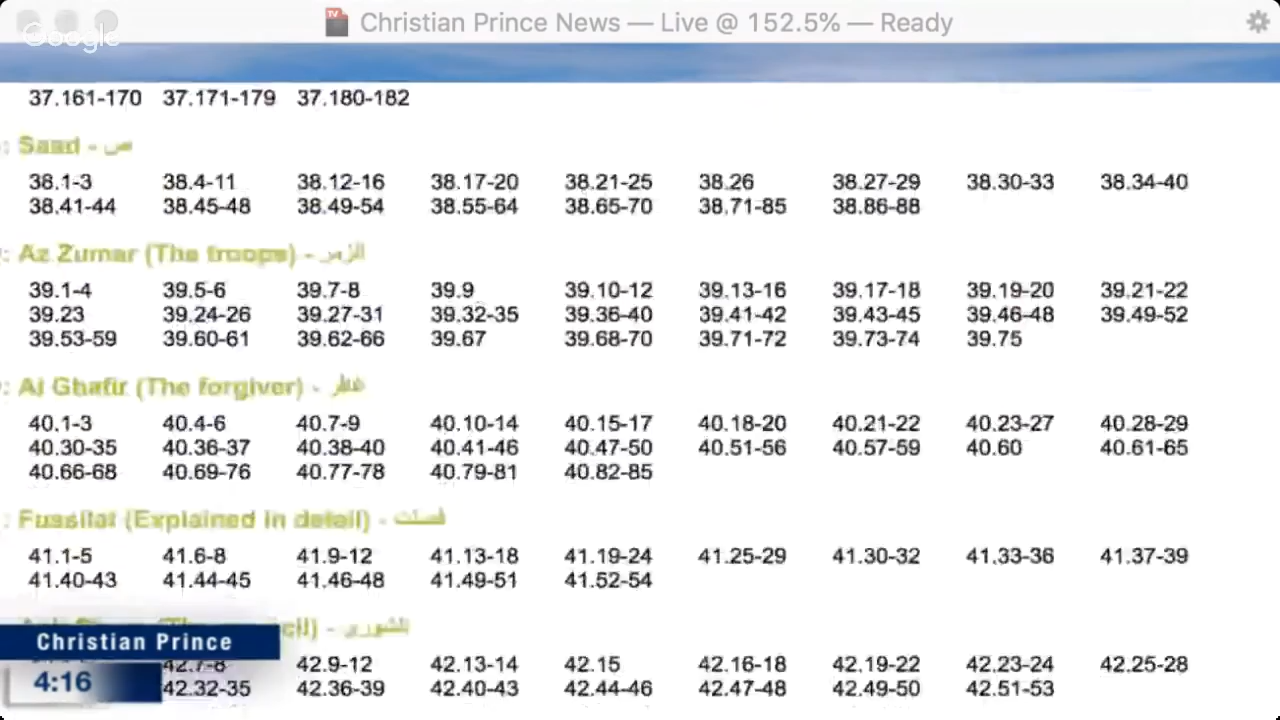 Google
Christian Prince News — Live @ 152.5% — Ready
37.161-170 37.171-179 37.180-182
: Saad - ص
38.1-3 38.4-11 38.12-16 38.17-20 38.21-25 38.26 38.27-29 38.30-33 38.34-40
38.41-44 38.45-48 38.49-54 38.55-64 38.65-70 38.71-85 38.86-88
: Az Zumar (The troops) - الزمر
39.1-4 39.5-6 39.7-8 39.9 39.10-12 39.13-16 39.17-18 39.19-20 39.21-22
39.23 39.24-26 39.27-31 39.32-35 39.36-40 39.41-42 39.43-45 39.46-48 39.49-52
39.53-59 39.60-61 39.62-66 39.67 39.68-70 39.71-72 39.73-74 39.75
: Al Ghafir (The forgiver) - غافر
40.1-3 40.4-6 40.7-9 40.10-14 40.15-17 40.18-20 40.21-22 40.23-27 40.28-29
40.30-35 40.36-37 40.38-40 40.41-46 40.47-50 40.51-56 40.57-59 40.60 40.61-65
40.66-68 40.69-76 40.77-78 40.79-81 40.82-85
: Fussilat (Explained in detail) - فصلت
41.1-5 41.6-8 41.9-12 41.13-18 41.19-24 41.25-29 41.30-32 41.33-36 41.37-39
41.40-43 41.44-45 41.46-48 41.49-51 41.52-54
- الشورى
Christian Prince
42.7-8 42.9-12 42.13-14 42.15 42.16-18 42.19-22 42.23-24 42.25-28
4:16
42.32-35 42.36-39 42.40-43 42.44-46 42.47-48 42.49-50 42.51-53